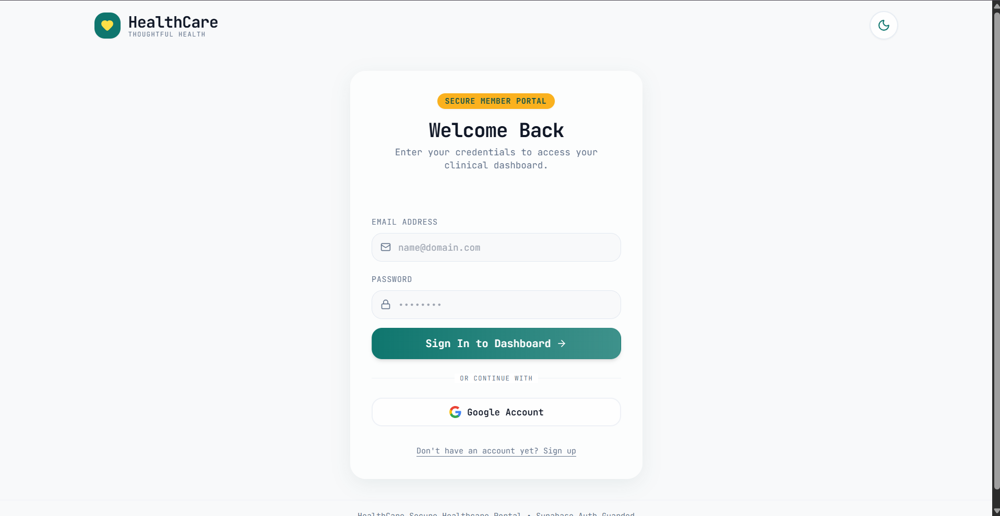 HealthCare
THOUGHTFUL HEALTH
SECURE MEMBER PORTAL
Welcome Back
Enter your credentials to access your
clinical dashboard.
EMAIL ADDRESS
name@domain.com
PASSWORD
••••••••
Sign In to Dashboard →
OR CONTINUE WITH
Google Account
Don't have an account yet? Sign up
HealthCare Secure Healthcare Portal • Supabase Auth Guarded